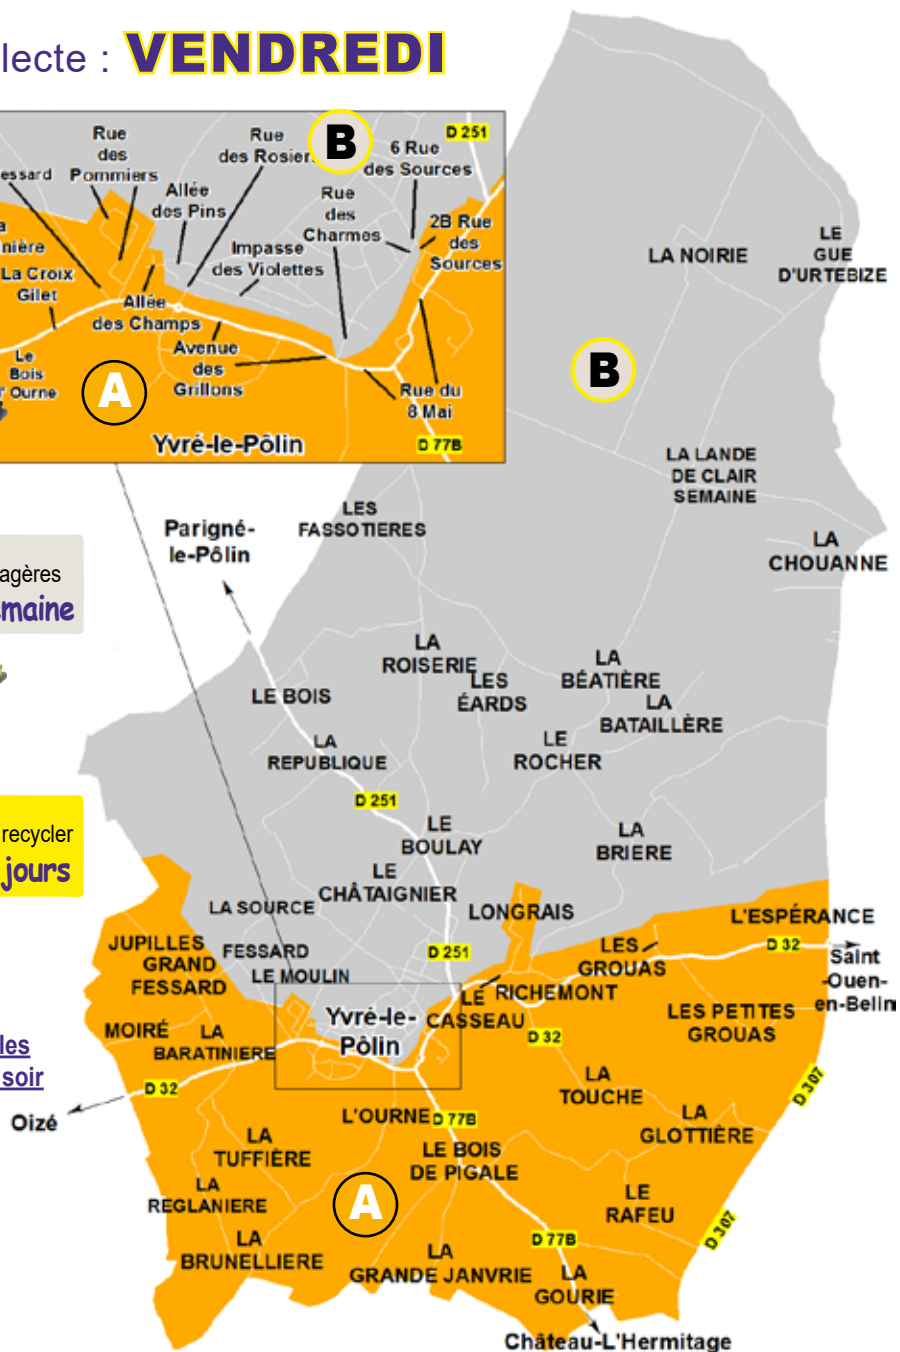 lecte : VENDREDI
B
D 251
Rue
des
Pommiers
Rue
des Rosier
6 Rue
des Sources
essard
Allée
des Pins
Rue
des
Charmes
2B Rue
des
Sources
a
nière
Impasse
des Violettes
La Croix
Gilet
Allée
des Champs
Avenue
des
Grillons
Le
Bois
Ourne
A
Rue du
8 Mai
Yvré-le-Pôlin
D 77B
LA NOIRIE
LE
GUE
D'URTEBIZE
B
LA LANDE
DE CLAIR
SEMAINE
LES
FASSOTIERES
Parigné-
le-Pôlin
LA
CHOUANNE
agères
maine
LA
ROISERIE
LES
ÉARDS
LA
BÉATIÈRE
LE BOIS
LA
BATAILLÈRE
LA
REPUBLIQUE
LE
ROCHER
D 251
recycler
jours
LE
BOULAY
LA
BRIERE
LE
CHÂTAIGNIER
LA SOURCE
LONGRAIS
L'ESPÉRANCE
JUPILLES
GRAND
FESSARD
FESSARD
LE MOULIN
D 251
LES
GROUAS
D 32
Saint
-Ouen-
en-Belin
LE
CASSEAU
RICHEMONT
LES PETITES
GROUAS
Yvré-le-
Pôlin
MOIRÉ
LA
BARATINIERE
D 32
les
soir
D 32
Oizé
LA
TOUCHE
D 307
L'OURNE
D 77B
LA
GLOTTIÈRE
LA
TUFFIÈRE
LE BOIS
DE PIGALE
LA
REGLANIERE
A
LE
RAFEU
D 307
LA
BRUNELLIERE
D 77B
LA
GRANDE JANVRIE
LA
GOURIE
Château-L'Hermitage